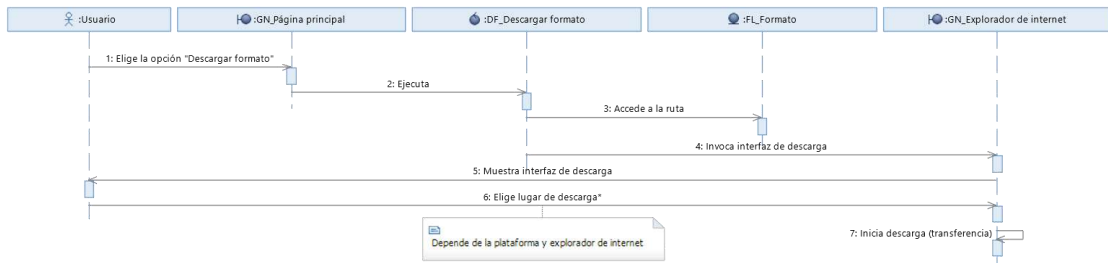 :Usuario
:GN_Página principal
:DF_Descargar formato
:FL_Formato
:GN_Explorador de internet
1: Elige la opción "Descargar formato"
2: Ejecuta
3: Accede a la ruta
4: Invoca interfaz de descarga
5: Muestra interfaz de descarga
6: Elige lugar de descarga*
Depende de la plataforma y explorador de internet
7: Inicia descarga (transferencia)